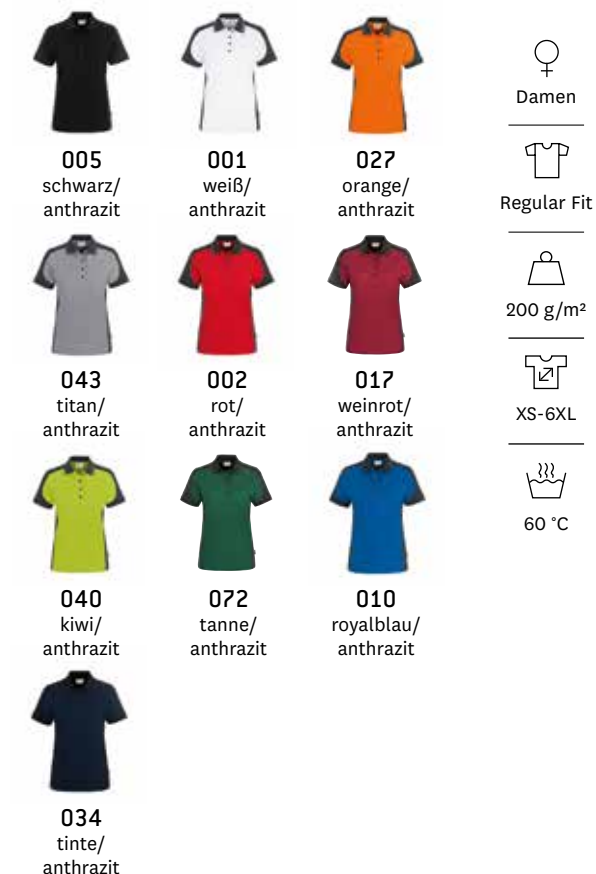 005
schwarz/
anthrazit
001
weiß/
anthrazit
027
orange/
anthrazit
043
titan/
anthrazit
002
rot/
anthrazit
017
weinrot/
anthrazit
040
kiwi/
anthrazit
072
tanne/
anthrazit
010
royalblau/
anthrazit
034
tinte/
anthrazit
Damen
Regular Fit
200 g/m²
XS-6XL
60 °C